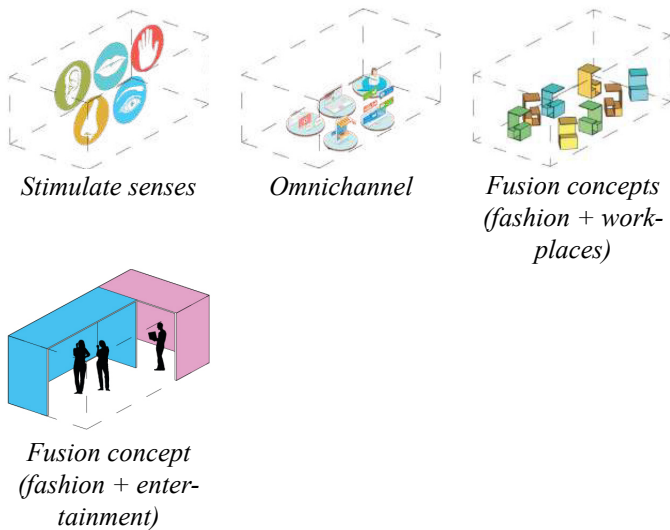 Stimulate senses
Omnichannel
Fusion concepts
(fashion + work-
places)
Fusion concept
(fashion + enter-
tainment)